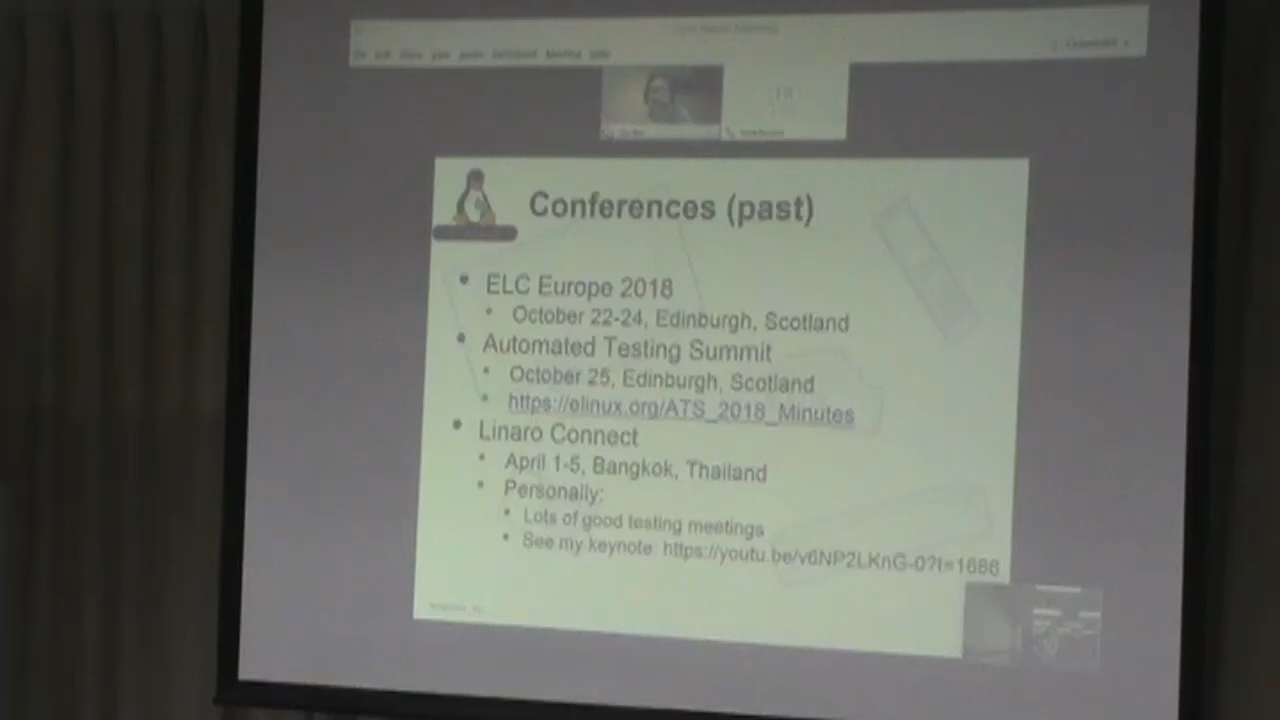 Conferences (past)
ELC Europe 2018
October 22-24, Edinburgh, Scotland
Automated Testing Summit
October 25, Edinburgh, Scotland
https://elinux.org/ATS_2018_Minutes
Linaro Connect
April 1-5, Bangkok, Thailand
Personally:
Lots of good testing meetings
See my keynote https://youtu.be/v6NP2LKnG-0?t=1686